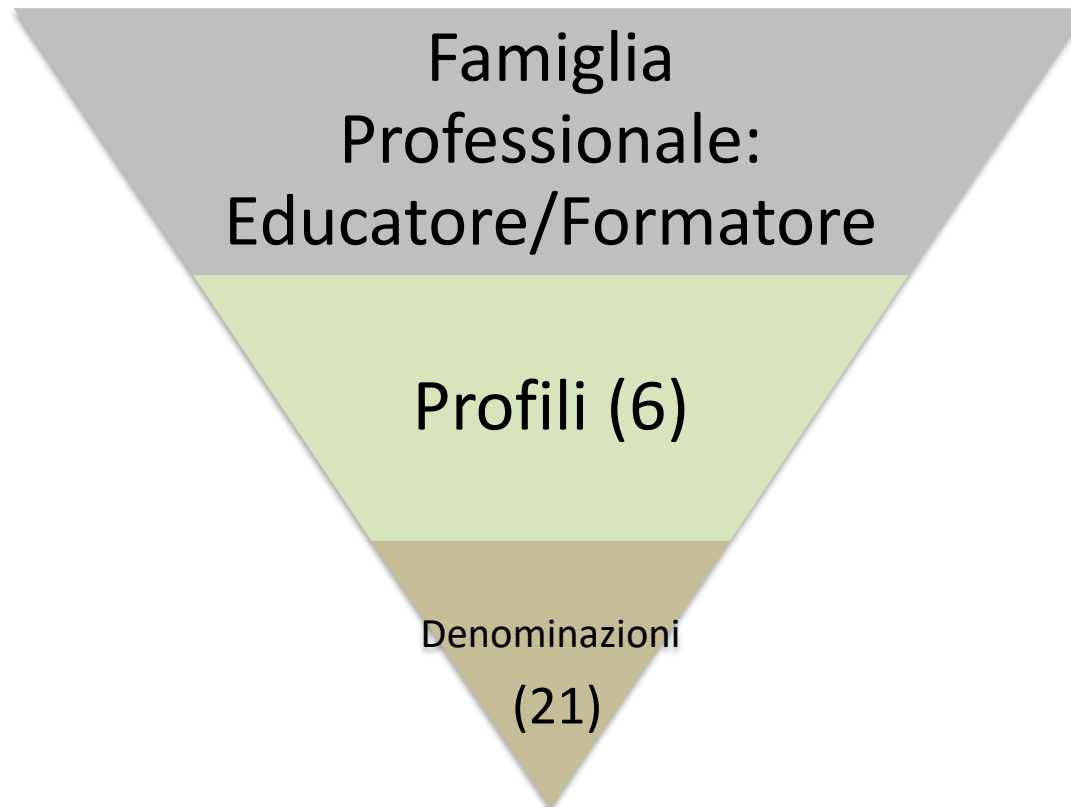 Famiglia
Professionale:
Educatore/Formatore
Profili (6)
Denominazioni
(21)